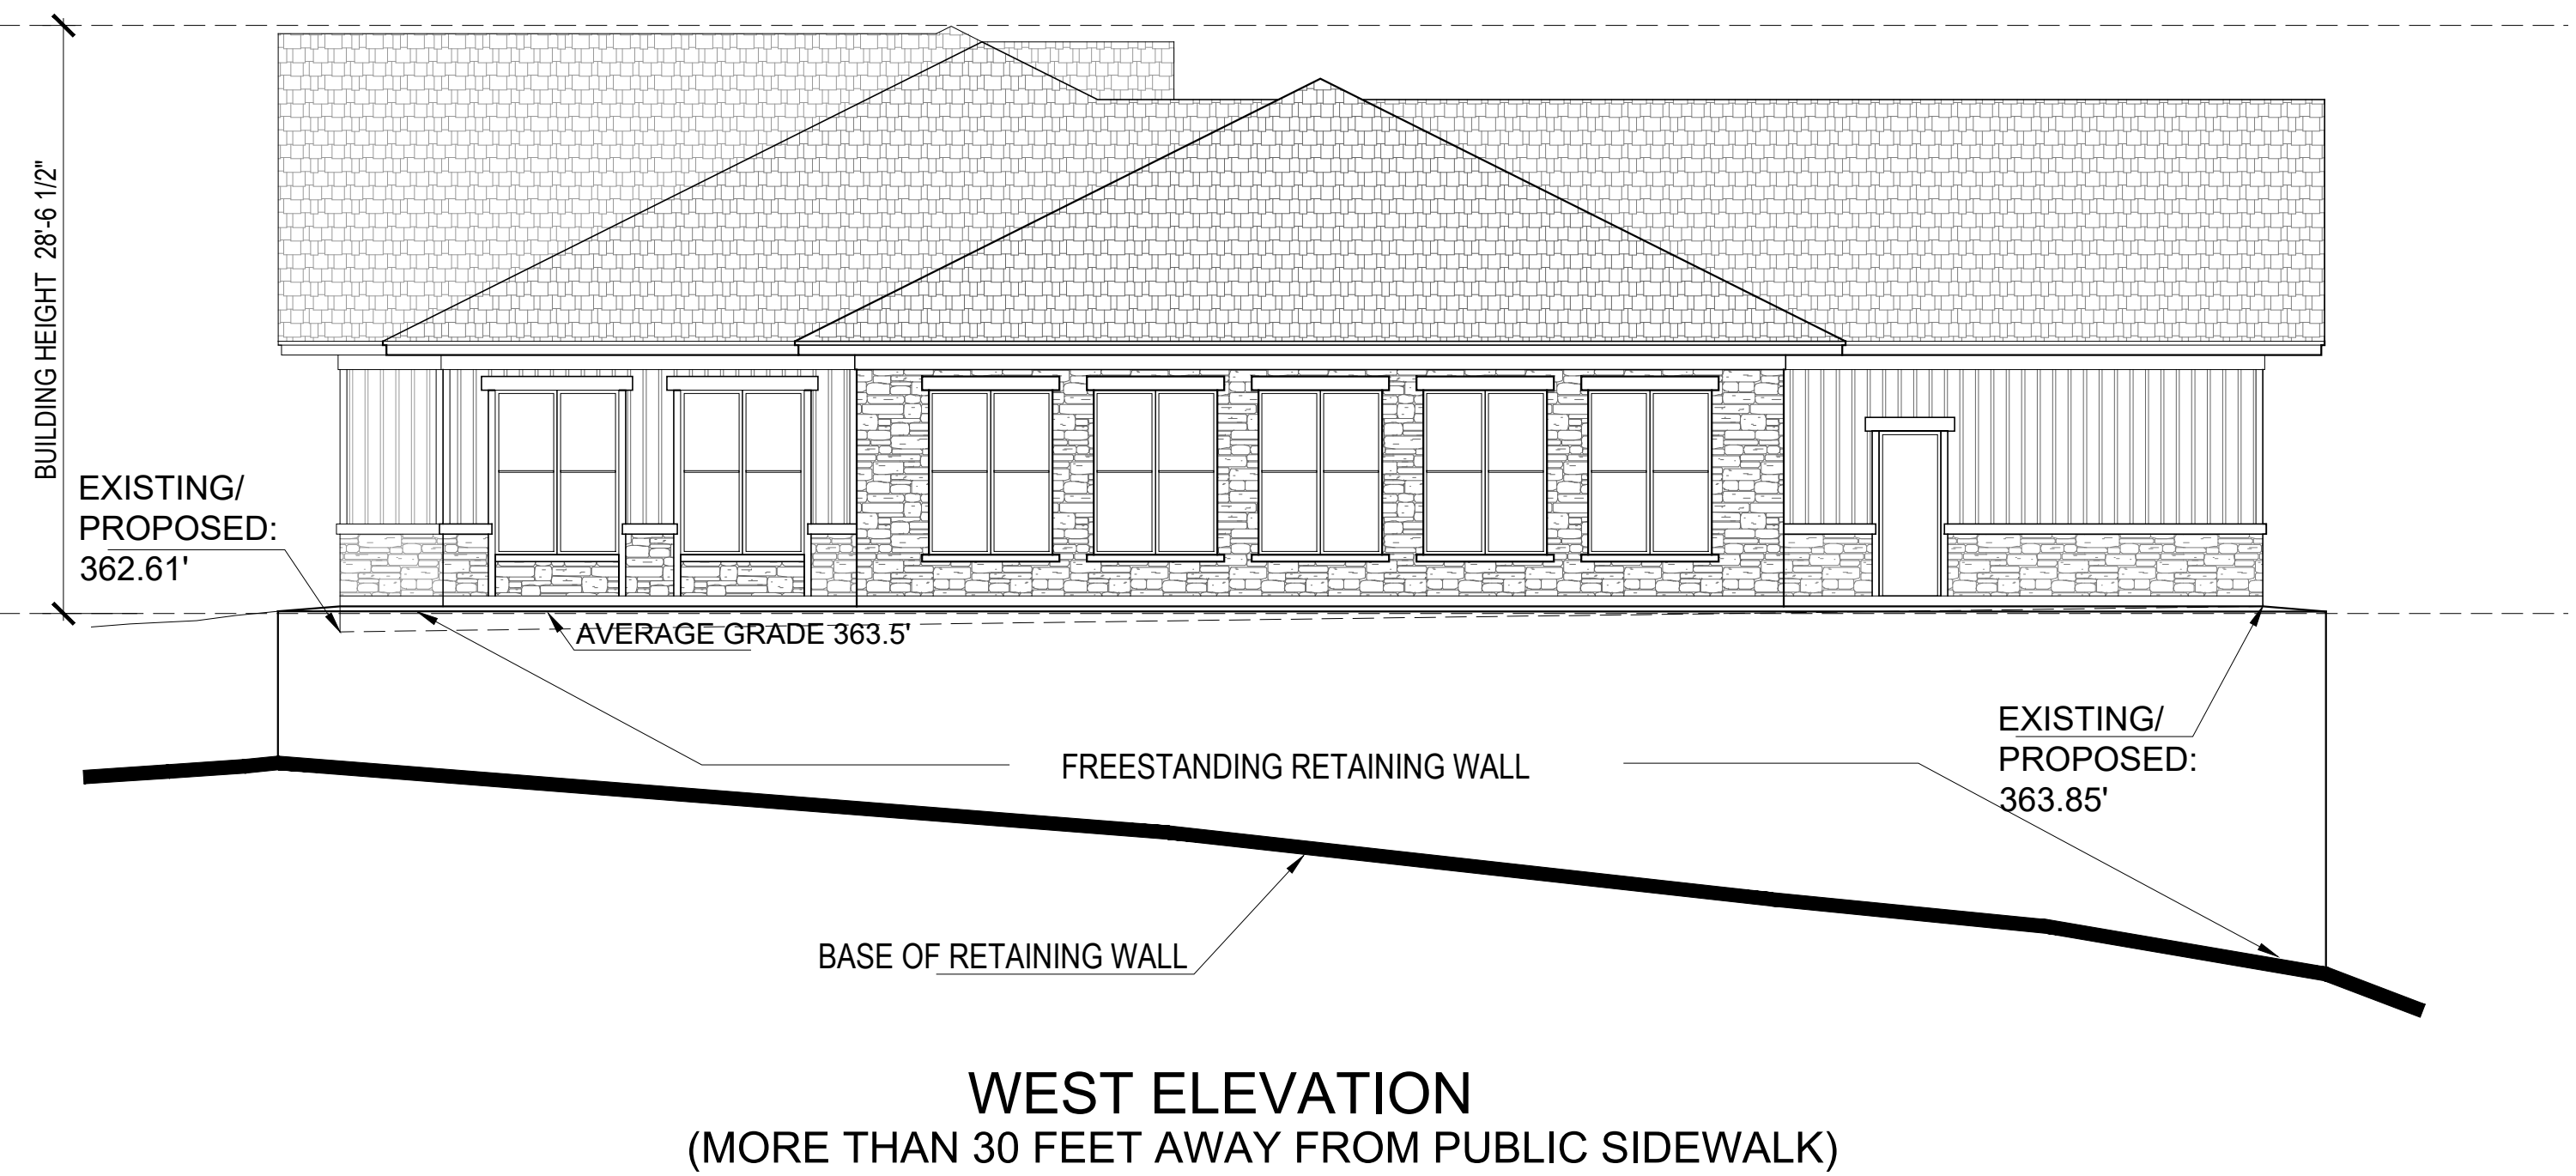 BUILDING HEIGHT 28'-6 1/2"
EXISTING/
PROPOSED:
362.61'
AVERAGE GRADE 363.5'
FREESTANDING RETAINING WALL
EXISTING/
PROPOSED:
363.85'
BASE OF RETAINING WALL
WEST ELEVATION
(MORE THAN 30 FEET AWAY FROM PUBLIC SIDEWALK)